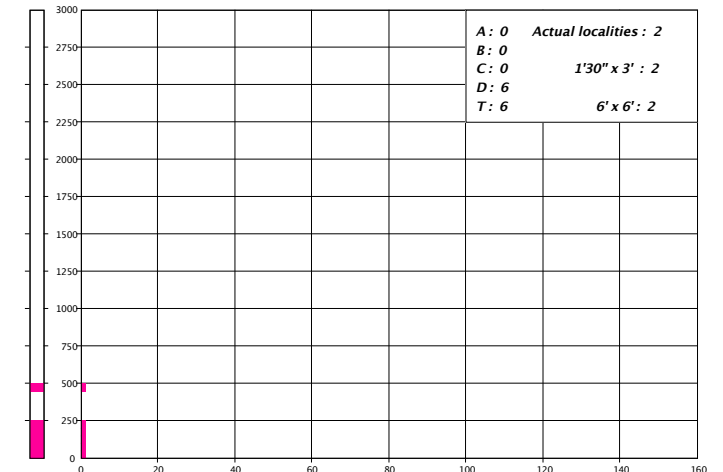 3000
2750
2500
2250
2000
1750
1500
1250
1000
750
500
250
0
A : 0 Actual localities : 2
B : 0
C : 0 1'30" x 3' : 2
D : 6
T : 6 6' x 6' : 2
0 20 40 60 80 100 120 140 160